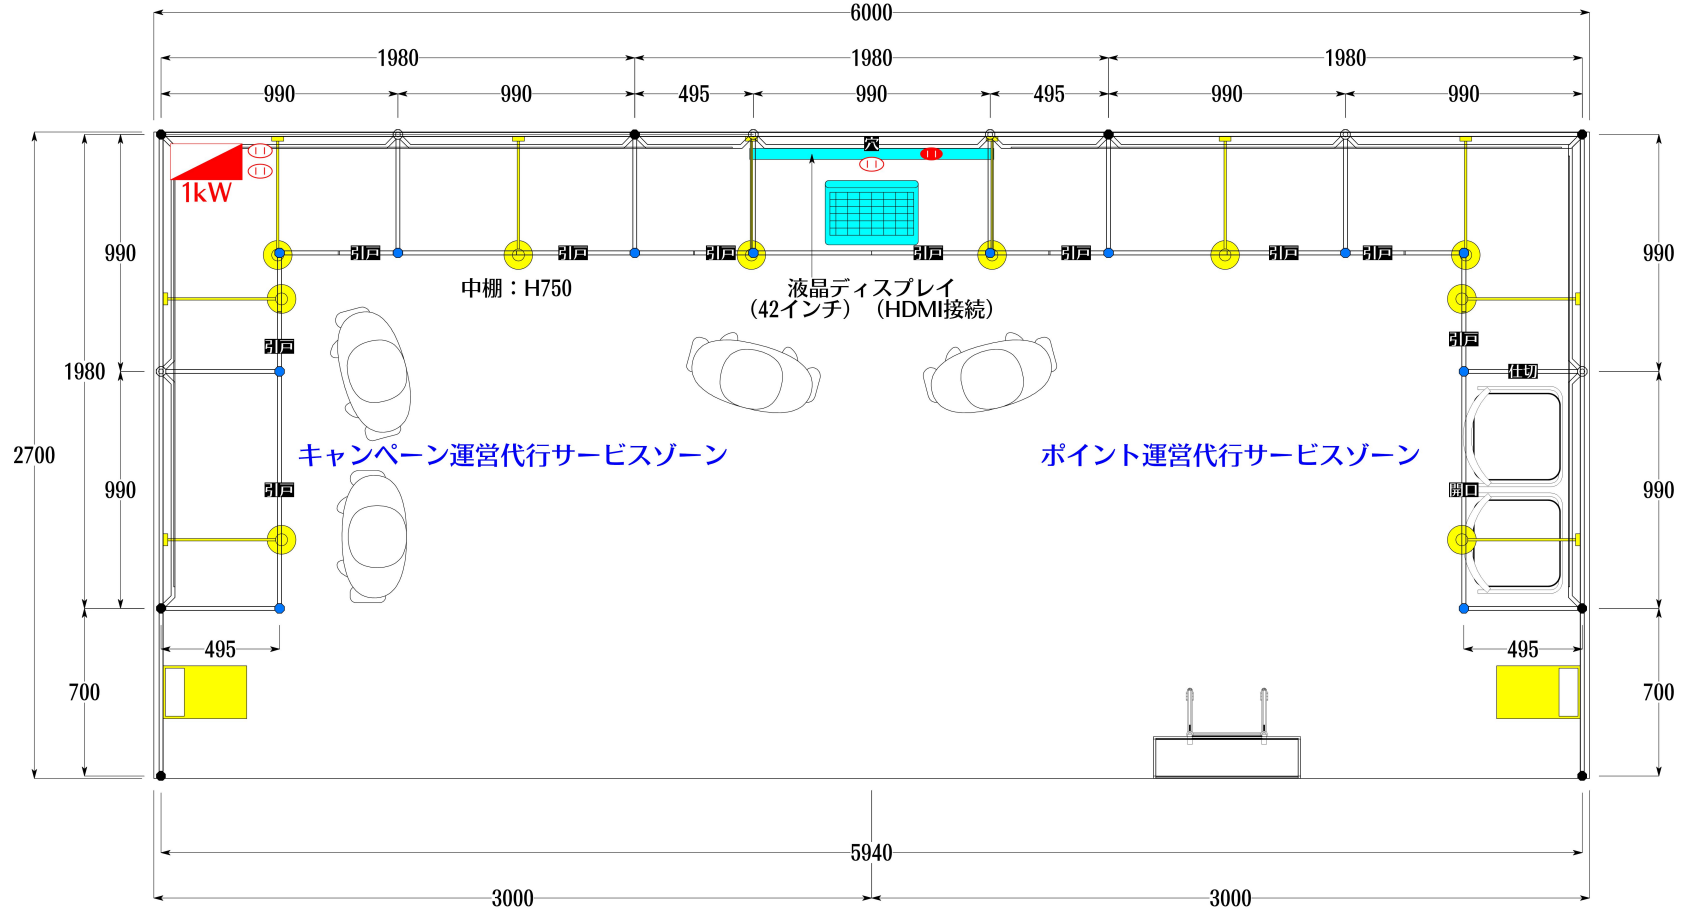 6000
1980
1980
1980
990
990
495
990
495
990
990
穴
1kW
990
990
引戸
引戸
引戸
引戸
引戸
引戸
引戸
中棚：H750
液晶ディスプレイ
（42インチ）（HDMI接続）
引戸
引戸
1980
仕切
キャンペーン運営代行サービスゾーン
ポイント運営代行サービスゾーン
2700
990
引戸
開口
990
495
495
700
700
5940
3000
3000